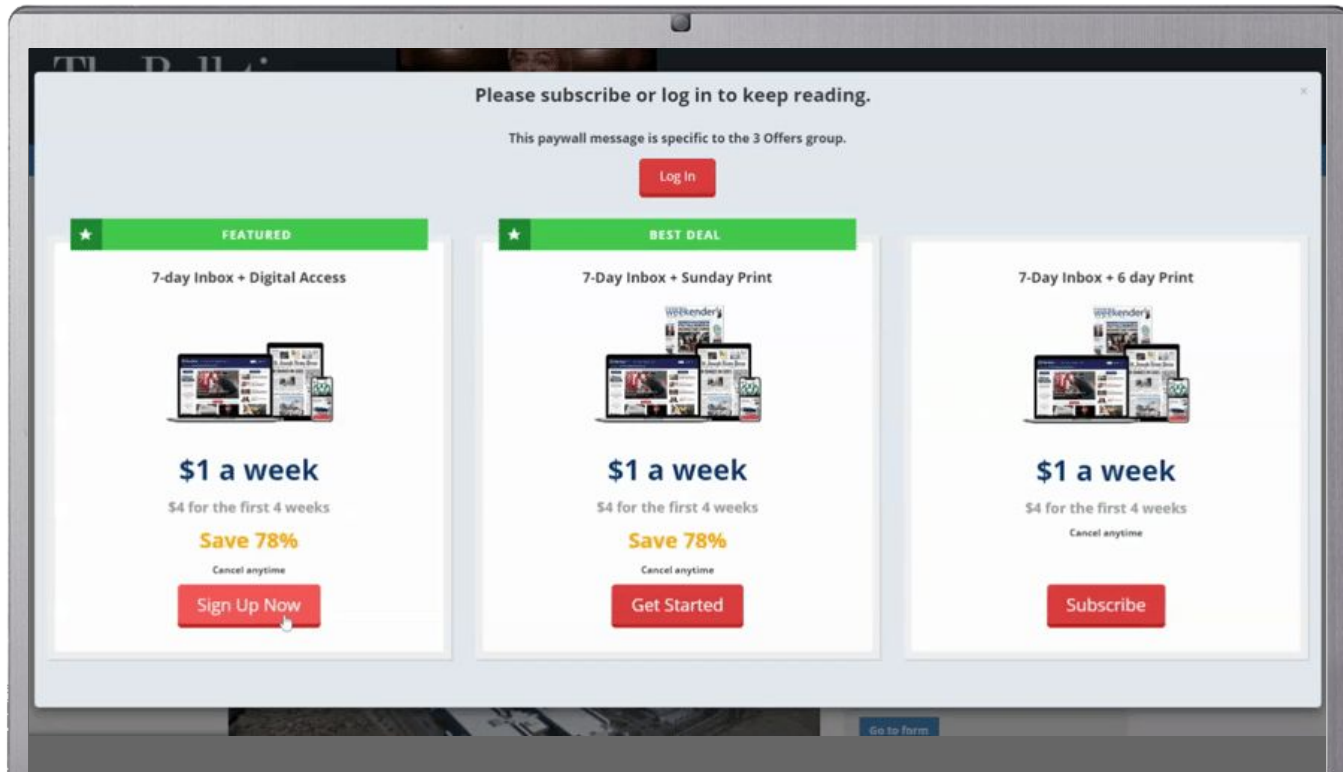 Please subscribe or log in to keep reading.
×
This paywall message is specific to the 3 Offers group.
Log In
FEATURED
7-day Inbox + Digital Access
$1 a week
$4 for the first 4 weeks
Save 78%
Cancel anytime
Sign Up Now
BEST DEAL
7-Day Inbox + Sunday Print
weekender
$1 a week
$4 for the first 4 weeks
Save 78%
Cancel anytime
Get Started
7-Day Inbox + 6 day Print
weekender
$1 a week
$4 for the first 4 weeks
Cancel anytime
Subscribe
Go to form